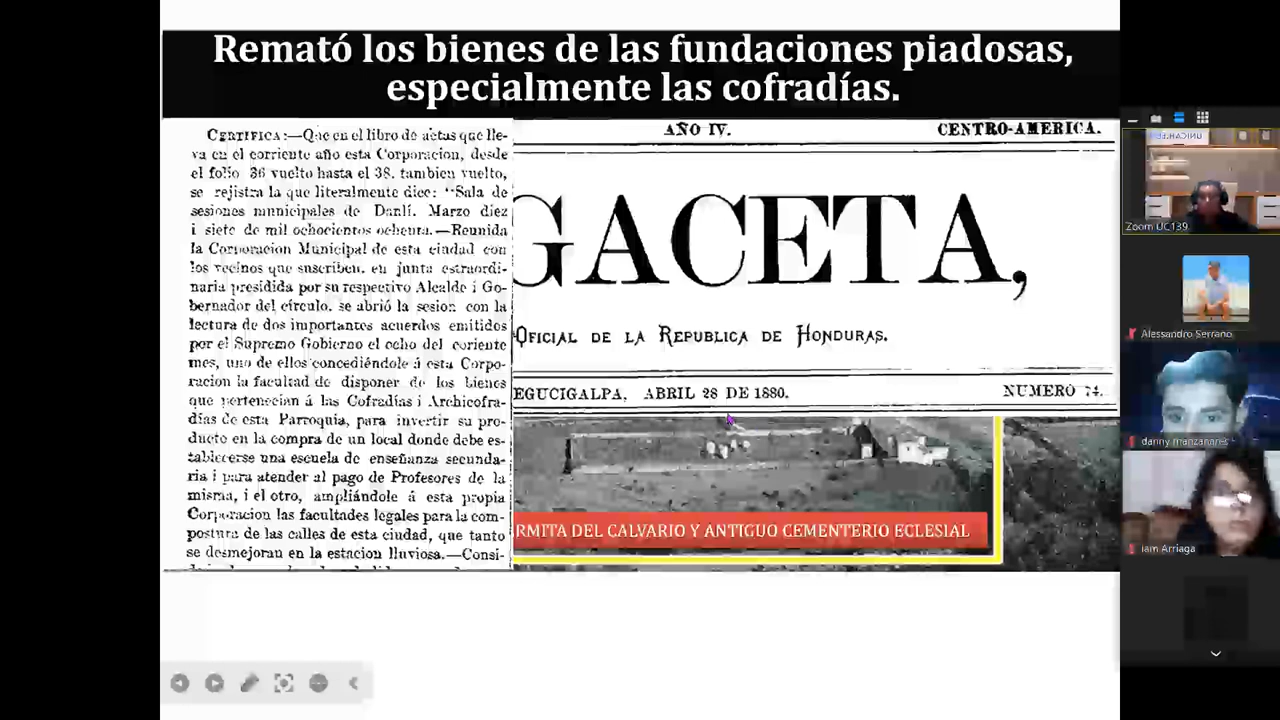 Remató los bienes de las fundaciones piadosas,
especialmente las cofradías.
CERTIFICA:—Que en el libro de actas que lle-
va en el corriente año esta Corporacion, desde
el folio 36 vuelto hasta el 38. tambien vuelto,
se rejistra la que literalmente dice: "Sala de
sesiones municipales de Danlí. Marzo diez
i siete de mil ochocientos ochenta.—Reunida
la Corporacion Municipal de esta ciudad con
los vecinos que suscriben. en junta estraordi-
naria presidida por su respectivo Alcalde i Go-
bernador del círculo. se abrió la sesion con la
lectura de dos importantes acuerdos emitidos
por el Supremo Gobierno el ocho del coriente
mes, uno de ellos concediéndole á esta Corpo-
racion la facultad de disponer de los bienes
que pertenecian á las Cofradías i Archicofra-
días de esta Parroquia, para invertir su pro-
ducto en la compra de un local donde debe es-
tablecerse una escuela de enseñanza secunda-
ria i para atender al pago de Profesores de la
misma, i el otro, ampliándole á esta propia
Corporacion las facultades legales para la com-
postura de las calles de esta ciudad, que tanto
se desmejoran en la estacion lluviosa.—Consi-
AÑO IV.
CENTRO-AMERICA.
GACETA,
OFICIAL DE LA REPUBLICA DE HONDURAS.
EGUCIGALPA, ABRIL 28 DE 1880.
NUMERO 74.
RMITA DEL CALVARIO Y ANTIGUO CEMENTERIO ECLESIAL
Zoom UC139
Alessandro Serrano
danny manzanares
iam Arriaga